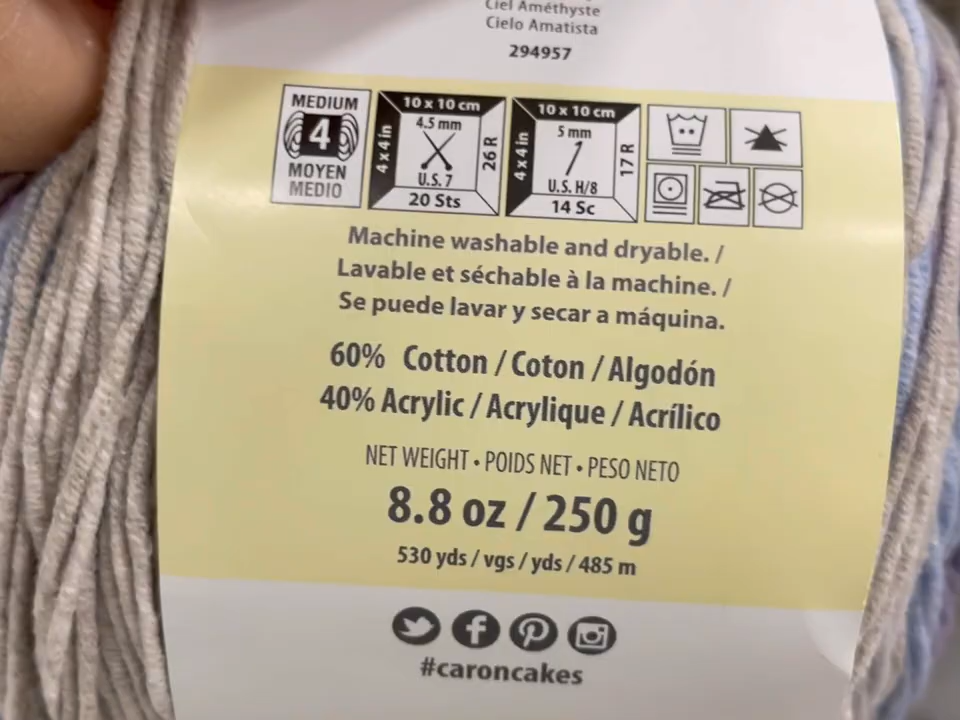 Ciel Améthyste
Cielo Amatista
294957
MEDIUM
4
MOYEN
MEDIO
10 x 10 cm
4 x 4 in
4.5 mm
26 R
U.S. 7
20 Sts
10 x 10 cm
4 x 4 in
5 mm
17 R
U.S. H/8
14 Sc
Machine washable and dryable. /
Lavable et séchable à la machine. /
Se puede lavar y secar a máquina.
60% Cotton / Coton / Algodón
40% Acrylic / Acrylique / Acrílico
NET WEIGHT • POIDS NET • PESO NETO
8.8 oz / 250 g
530 yds / vgs / yds / 485 m
#caroncakes